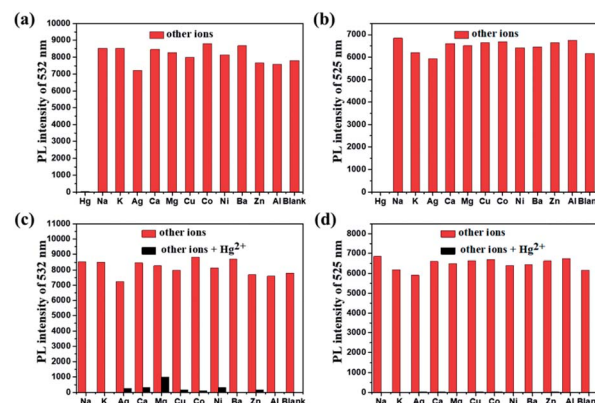 (a)
other ions
PL intensity of 532 nm
10000
9000
8000
7000
6000
5000
4000
3000
2000
1000
0
Hg Na K Ag Ca Mg Cu Co Ni Ba Zn Al Blank
(b)
other ions
PL intensity of 525 nm
7000
6000
5000
4000
3000
2000
1000
0
Hg Na K Ag Ca Mg Cu Co Ni Ba Zn Al Blank
(c)
other ions
other ions + Hg2+
PL intensity of 532 nm
11000
10000
9000
8000
7000
6000
5000
4000
3000
2000
1000
0
Na K Ag Ca Mg Cu Co Ni Ba Zn Al Blank
(d)
other ions
other ions + Hg2+
PL intensity of 525 nm
8000
7000
6000
5000
4000
3000
2000
1000
0
Na K Ag Ca Mg Cu Co Ni Ba Zn Al Blank